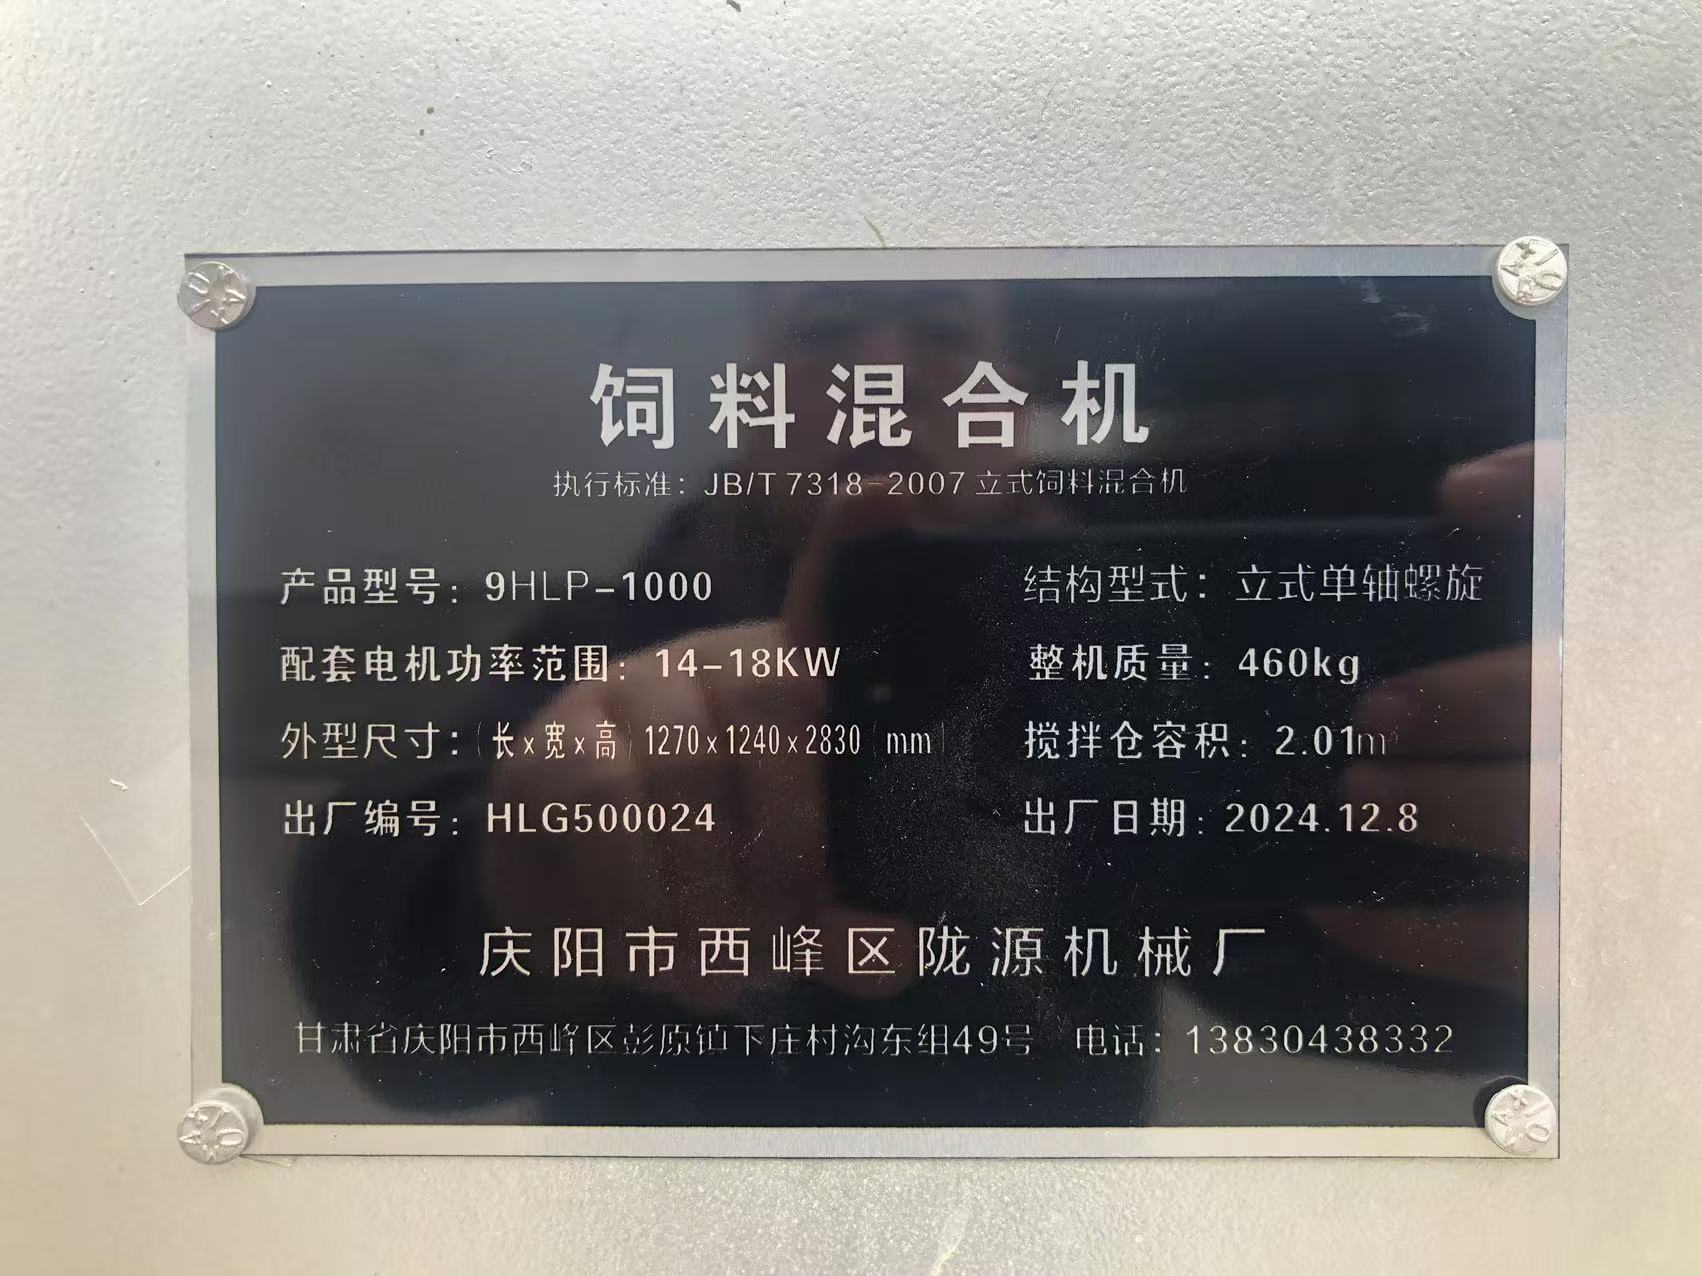 饲料混合机
执行标准：JB/T 7318-2007 立式饲料混合机
产品型号：9HLP-1000 结构型式：立式单轴螺旋
配套电机功率范围：14-18KW 整机质量：460kg
外型尺寸：（长×宽×高）1270×1240×2830（mm） 搅拌仓容积：2.01m³
出厂编号：HLG500024 出厂日期：2024.12.8
庆阳市西峰区陇源机械厂
甘肃省庆阳市西峰区彭原镇下庄村沟东组49号 电话：13830438332